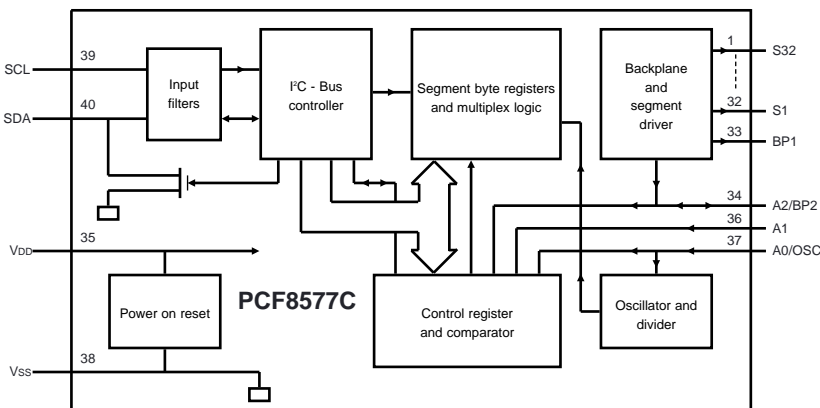 SCL
39
SDA
40
Input
filters
I²C - Bus
controller
Segment byte registers
and multiplex logic
Backplane
and
segment
driver
1
S32
32
S1
33
BP1
34
A2/BP2
36
A1
37
A0/OSC
VDD
35
Power on reset
PCF8577C
Control register
and comparator
Oscillator and
divider
VSS
38